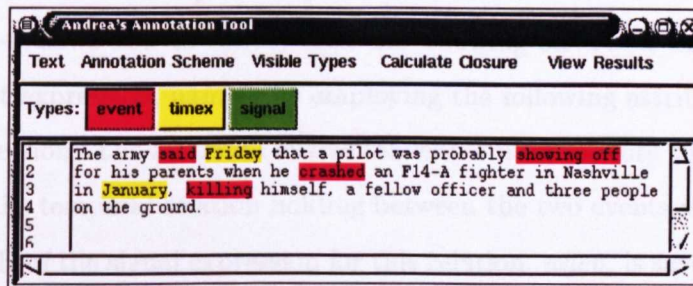 Andrea's Annotation Tool
Text Annotation Scheme Visible Types Calculate Closure View Results
Types: event timex signal
1 The army said Friday that a pilot was probably showing off
2 for his parents when he crashed an F14-A fighter in Nashville
3 in January, killing himself, a fellow officer and three people
4 on the ground.
5
6